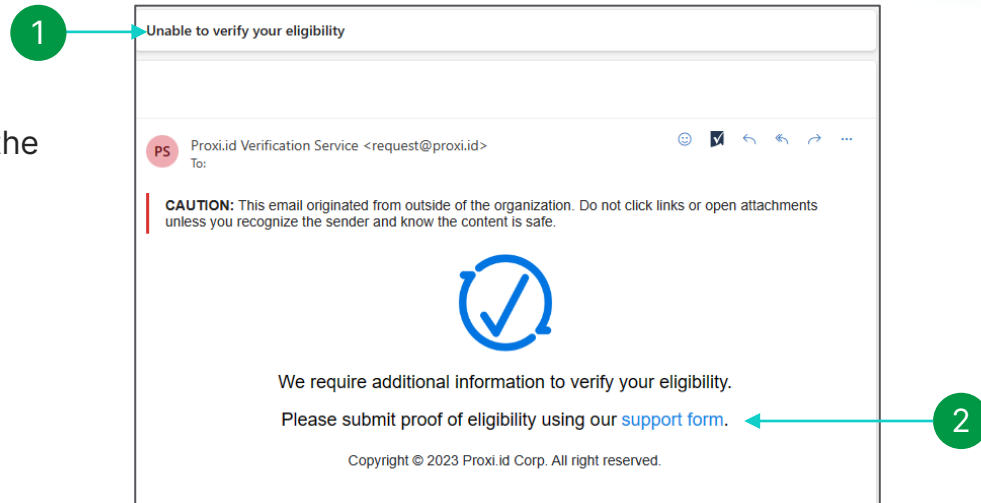 1
Unable to verify your eligibility
the
PS
Proxi.id Verification Service <request@proxi.id>
To:
CAUTION: This email originated from outside of the organization. Do not click links or open attachments
unless you recognize the sender and know the content is safe.
We require additional information to verify your eligibility.
Please submit proof of eligibility using our support form.
2
Copyright © 2023 Proxi.id Corp. All right reserved.